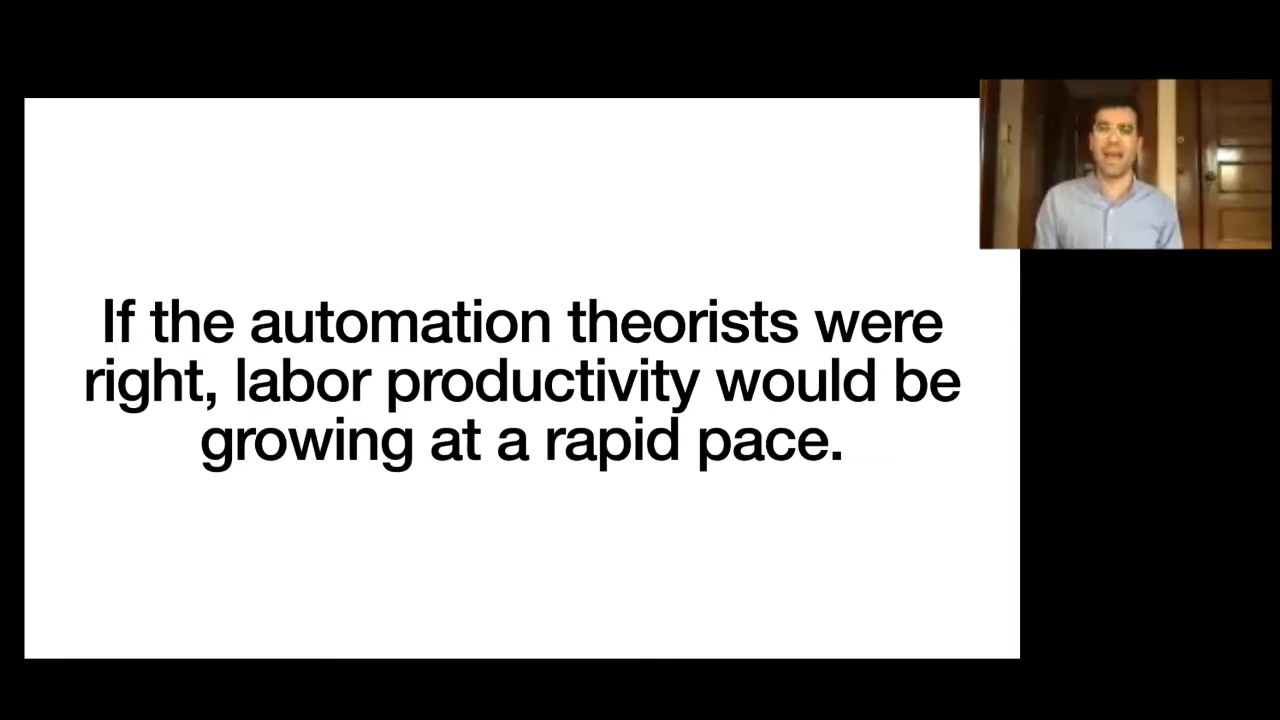 If the automation theorists were
right, labor productivity would be
growing at a rapid pace.